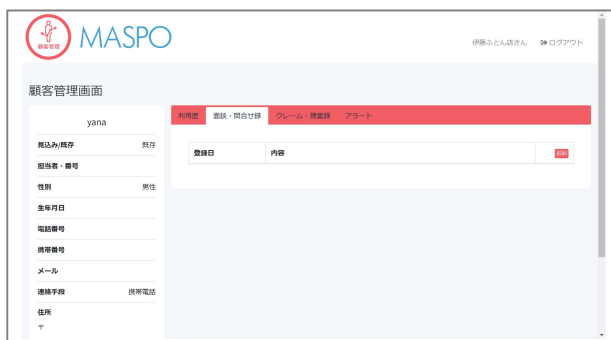 顧客管理
MASPO
伊藤ふとん店さん ログアウト
顧客管理画面
yana
利用歴 面談・問合せ録 クレーム・提案録 アラート
見込み/既存 既存
登録日 内容 追加
担当者・番号
性別 男性
生年月日
電話番号
携帯番号
メール
連絡手段 携帯電話
住所
〒